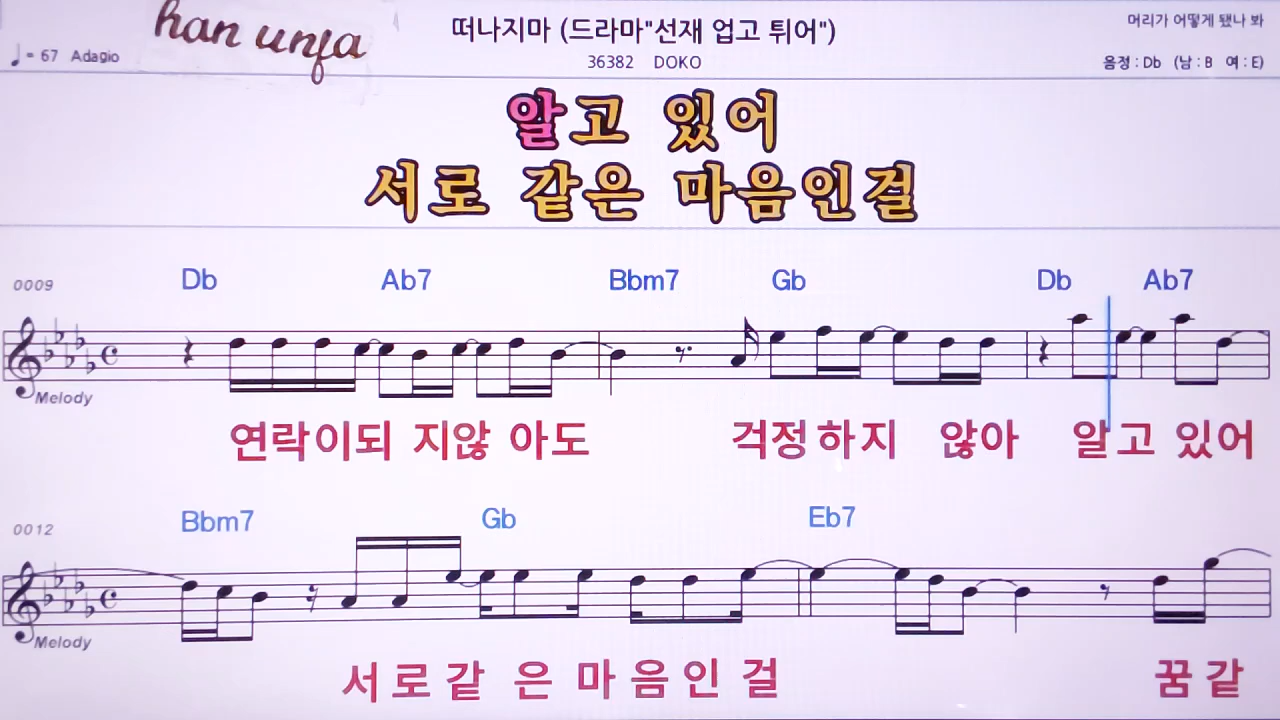 han unja
떠나지마 (드라마"선재 업고 튀어")
머리가 어떻게 됐나 봐
♩= 67 Adagio
36382 DOKO
음정 : Db (남 : B 여 : E)
알고 있어
서로 같은 마음인걸
0009
Db Ab7 Bbm7 Gb Db Ab7
Melody
연락이되 지않 아도 걱정하지 않아 알고 있어
0012
Bbm7 Gb Eb7
Melody
서로같 은 마음인 걸 꿈같